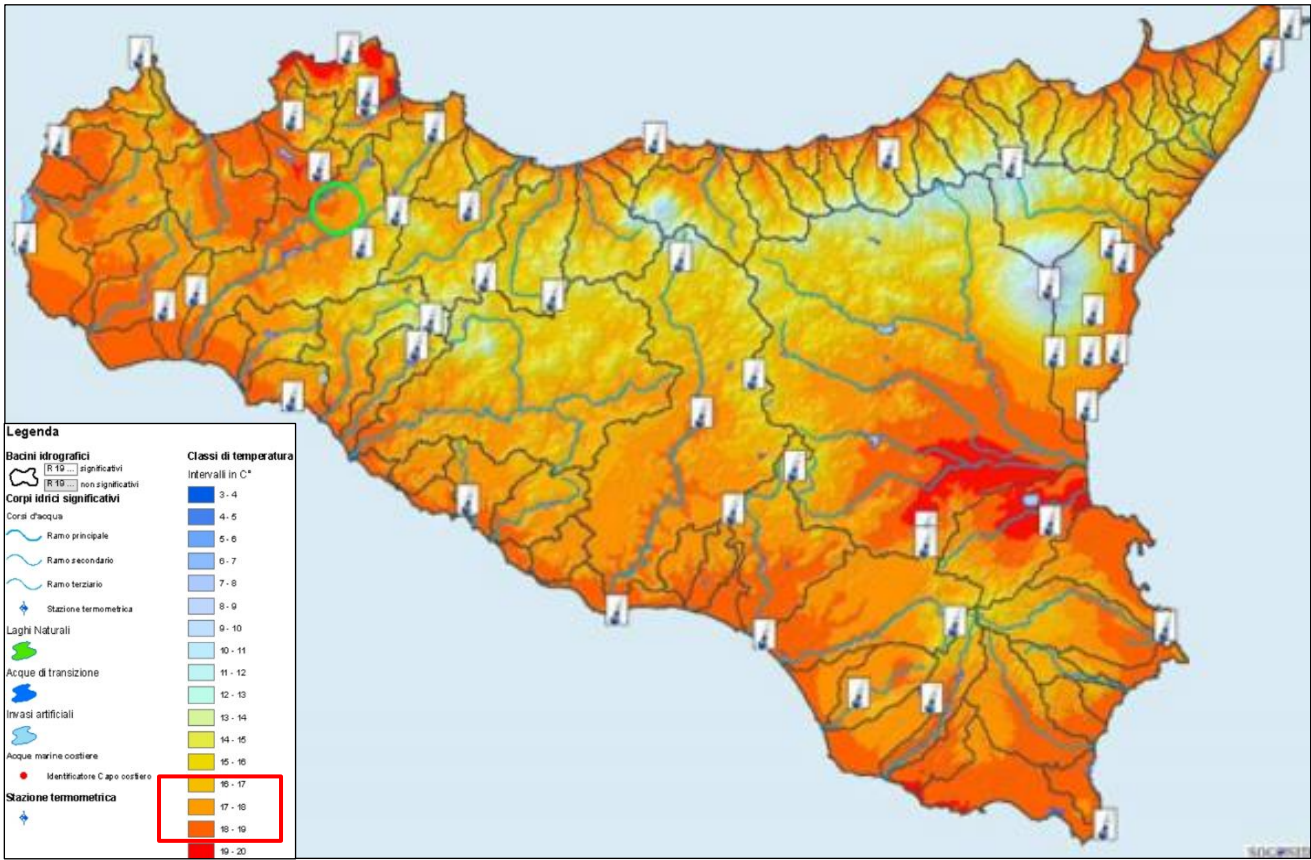 Legenda
Bacini idrografici
R 19 ... significativi
R 19 ... non significativi
Corpi idrici significativi
Corsi d'acqua
Ramo principale
Ramo secondario
Ramo terziario
Stazione termometrica
Laghi Naturali
Acque di transizione
Invasi artificiali
Acque marine costiere
Identificatore Capo costiero
Stazione termometrica
Classi di temperatura
Intervalli in C°
3 - 4
4 - 5
5 - 6
6 - 7
7 - 8
8 - 9
9 - 10
10 - 11
11 - 12
12 - 13
13 - 14
14 - 15
15 - 16
16 - 17
17 - 18
18 - 19
19 - 20